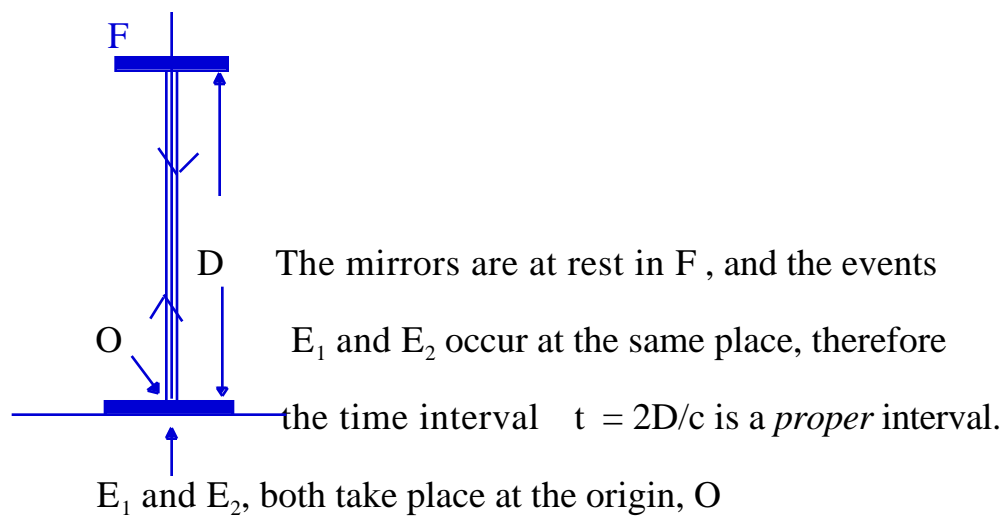 F
D
The mirrors are at rest in F , and the events
O
E₁ and E₂ occur at the same place, therefore
the time interval t = 2D/c is a proper interval.
E₁ and E₂, both take place at the origin, O